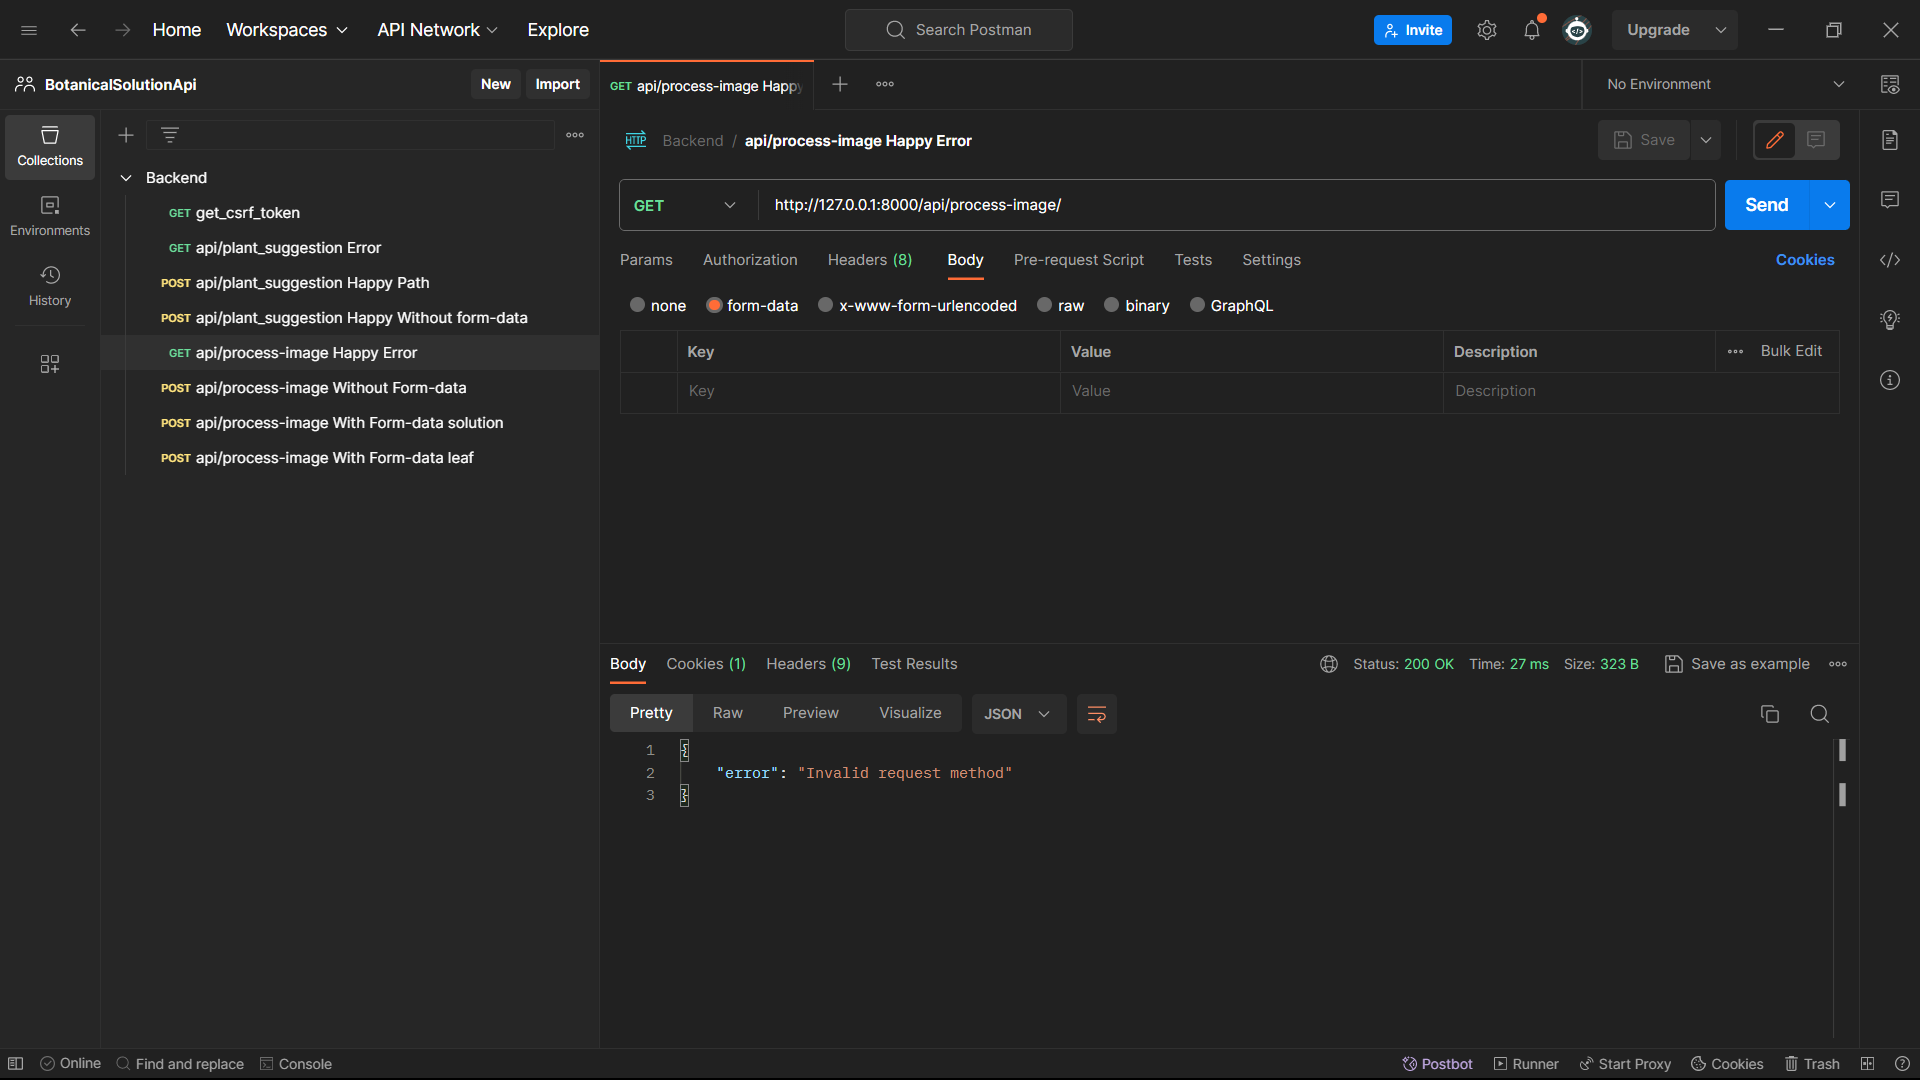 Home Workspaces API Network Explore Search Postman Invite Upgrade
BotanicalSolutionApi New Import GET api/process-image Happy No Environment
Collections
Environments
History
Backend
GET get_csrf_token
GET api/plant_suggestion Error
POST api/plant_suggestion Happy Path
POST api/plant_suggestion Happy Without form-data
GET api/process-image Happy Error
POST api/process-image Without Form-data
POST api/process-image With Form-data solution
POST api/process-image With Form-data leaf
HTTP Backend / api/process-image Happy Error Save
GET http://127.0.0.1:8000/api/process-image/ Send
Params Authorization Headers (8) Body Pre-request Script Tests Settings Cookies
none form-data x-www-form-urlencoded raw binary GraphQL
Key Value Description Bulk Edit
Key Value Description
Body Cookies (1) Headers (9) Test Results Status: 200 OK Time: 27 ms Size: 323 B Save as example
Pretty Raw Preview Visualize JSON
1 {
2 "error": "Invalid request method"
3 }
Online Find and replace Console Postbot Runner Start Proxy Cookies Trash